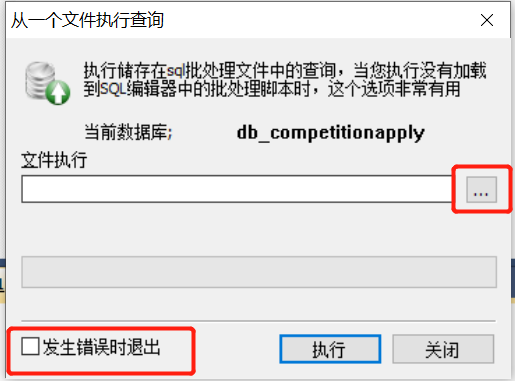 从一个文件执行查询
执行储存在sql批处理文件中的查询，当您执行没有加载
到SQL编辑器中的批处理脚本时，这个选项非常有用
当前数据库; db_competitionapply
文件执行
...
发生错误时退出 执行 关闭